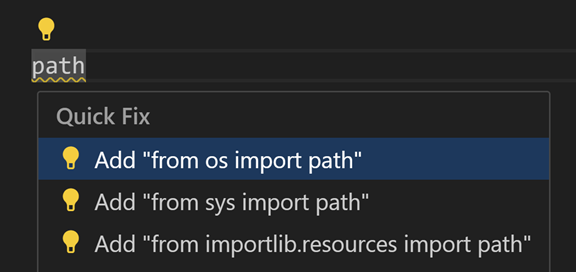 path
Quick Fix
Add "from os import path"
Add "from sys import path"
Add "from importlib.resources import path"